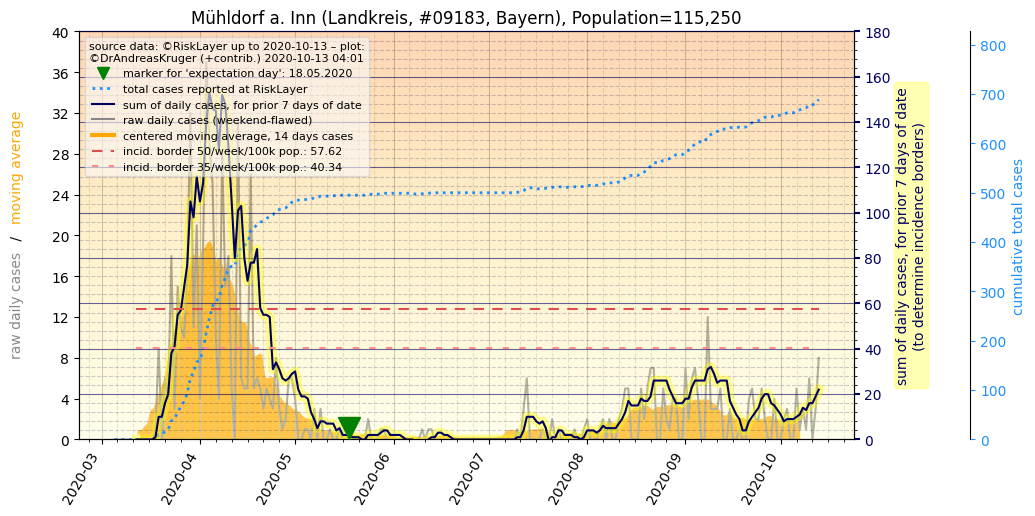 Mühldorf a. Inn (Landkreis, #09183, Bayern), Population=115,250
source data: ©RiskLayer up to 2020-10-13 – plot:
©DrAndreasKruger (+contrib.) 2020-10-13 04:01
marker for 'expectation day': 18.05.2020
total cases reported at RiskLayer
sum of daily cases, for prior 7 days of date
raw daily cases (weekend-flawed)
centered moving average, 14 days cases
incid. border 50/week/100k pop.: 57.62
incid. border 35/week/100k pop.: 40.34
raw daily cases / moving average
40
36
32
28
24
20
16
12
8
4
0
2020-03
2020-04
2020-05
2020-06
2020-07
2020-08
2020-09
2020-10
180
160
140
120
100
80
60
40
20
0
sum of daily cases, for prior 7 days of date
(to determine incidence borders)
800
700
600
500
400
300
200
100
0
cumulative total cases